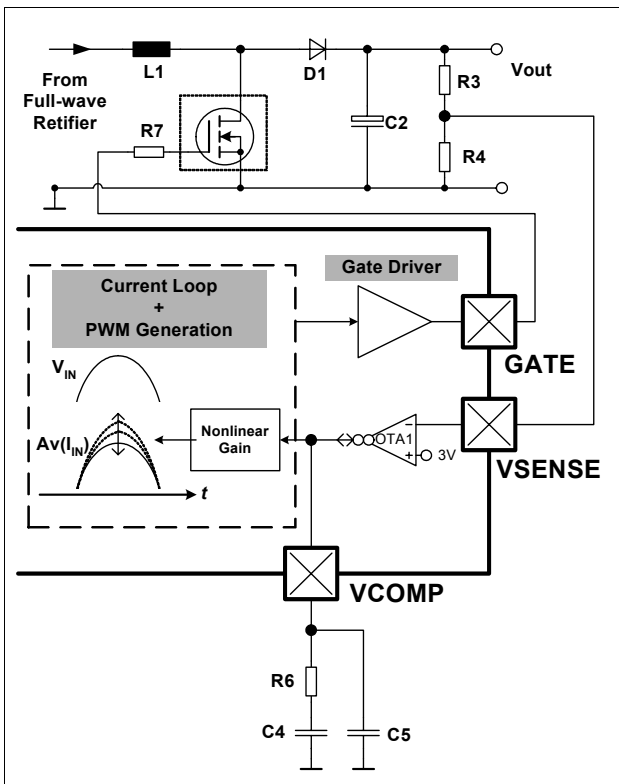 From
Full-wave
Retifier
L1
D1
Vout
R3
C2
R7
R4
Current Loop
+
PWM Generation
Gate Driver
GATE
VIN
Av(IIN)
Nonlinear
Gain
OTA1
-
+
3V
VSENSE
t
VCOMP
R6
C4
C5